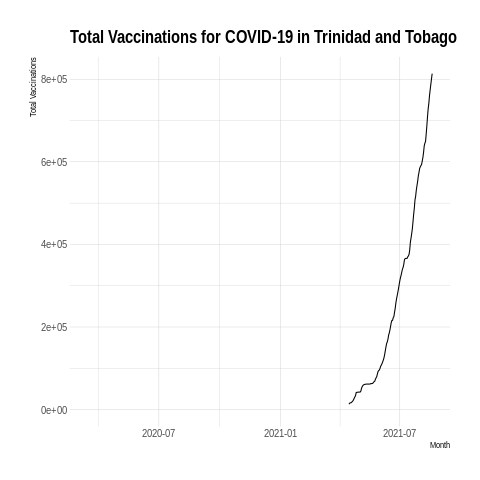 Total Vaccinations for COVID-19 in Trinidad and Tobago
Total Vaccinations
8e+05
6e+05
4e+05
2e+05
0e+00
2020-07
2021-01
2021-07
Month